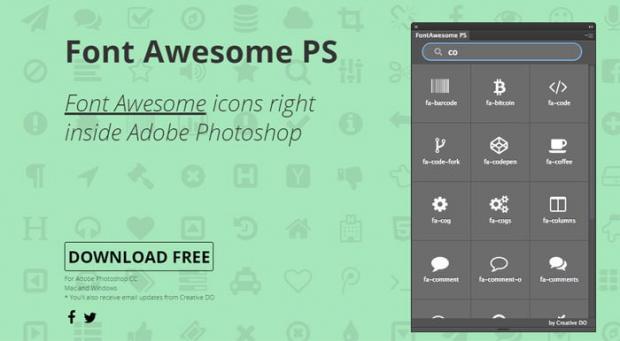 Font Awesome PS
Font Awesome icons right
inside Adobe Photoshop
DOWNLOAD FREE
For Adobe Photoshop CC
Mac and Windows
* You'll also receive email updates from Creative DO
FontAwesome PS
co
fa-barcode fa-bitcoin fa-code
fa-code-fork fa-codepen fa-coffee
fa-cog fa-cogs fa-columns
fa-comment fa-comment-o fa-comments
by Creative DO